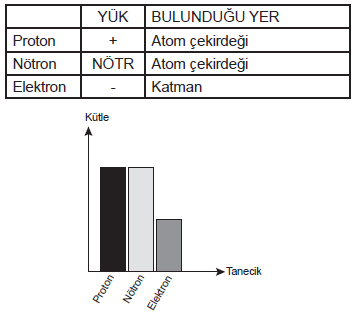 YÜK BULUNDUĞU YER
Proton + Atom çekirdeği
Nötron NÖTR Atom çekirdeği
Elektron - Katman
Kütle
Tanecik
Proton
Nötron
Elektron